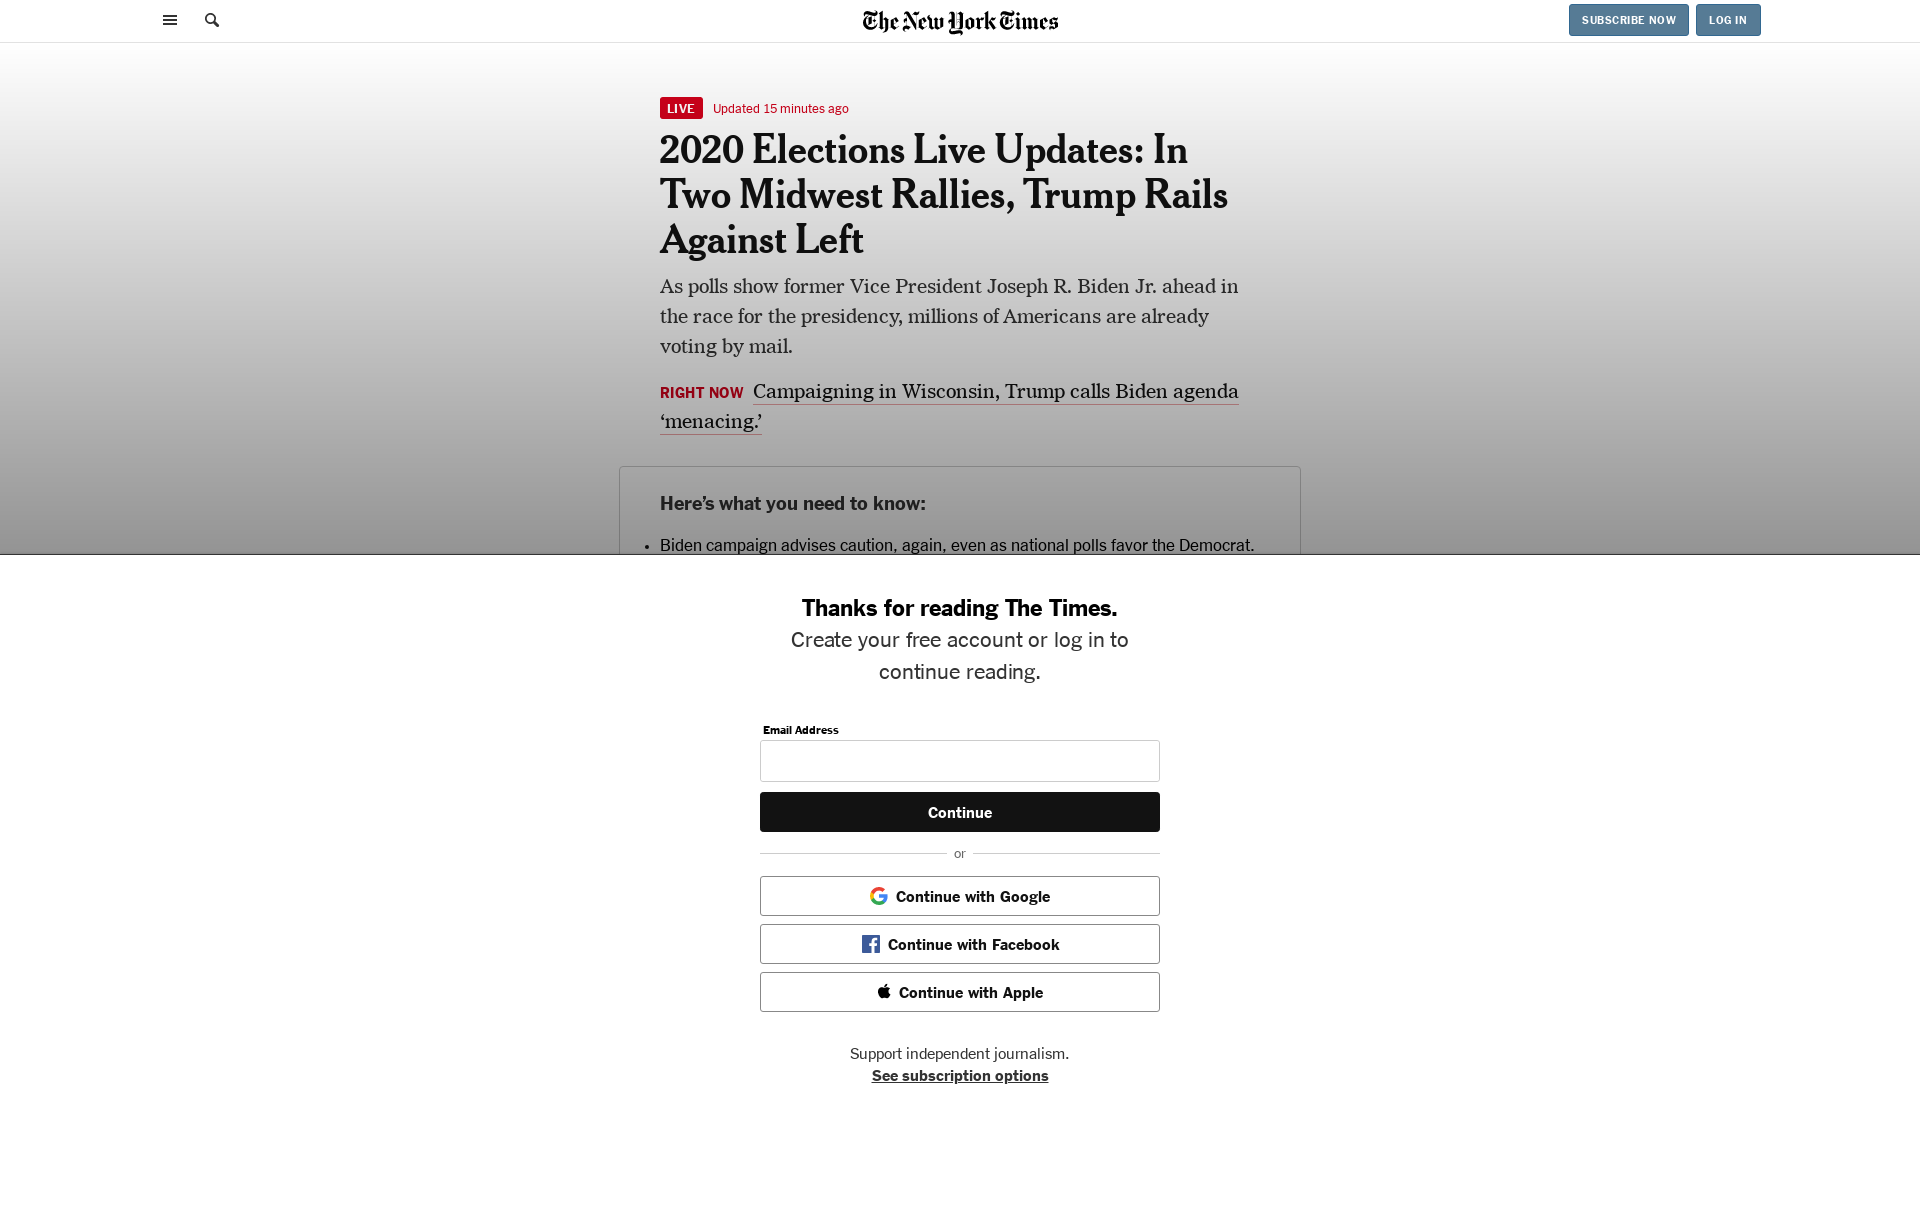 The New York Times
SUBSCRIBE NOW
LOG IN
LIVE
Updated 15 minutes ago
2020 Elections Live Updates: In
Two Midwest Rallies, Trump Rails
Against Left
As polls show former Vice President Joseph R. Biden Jr. ahead in
the race for the presidency, millions of Americans are already
voting by mail.
RIGHT NOW Campaigning in Wisconsin, Trump calls Biden agenda
‘menacing.’
Here’s what you need to know:
• Biden campaign advises caution, again, even as national polls favor the Democrat.
Thanks for reading The Times.
Create your free account or log in to
continue reading.
Email Address
Continue
or
Continue with Google
Continue with Facebook
Continue with Apple
Support independent journalism.
See subscription options